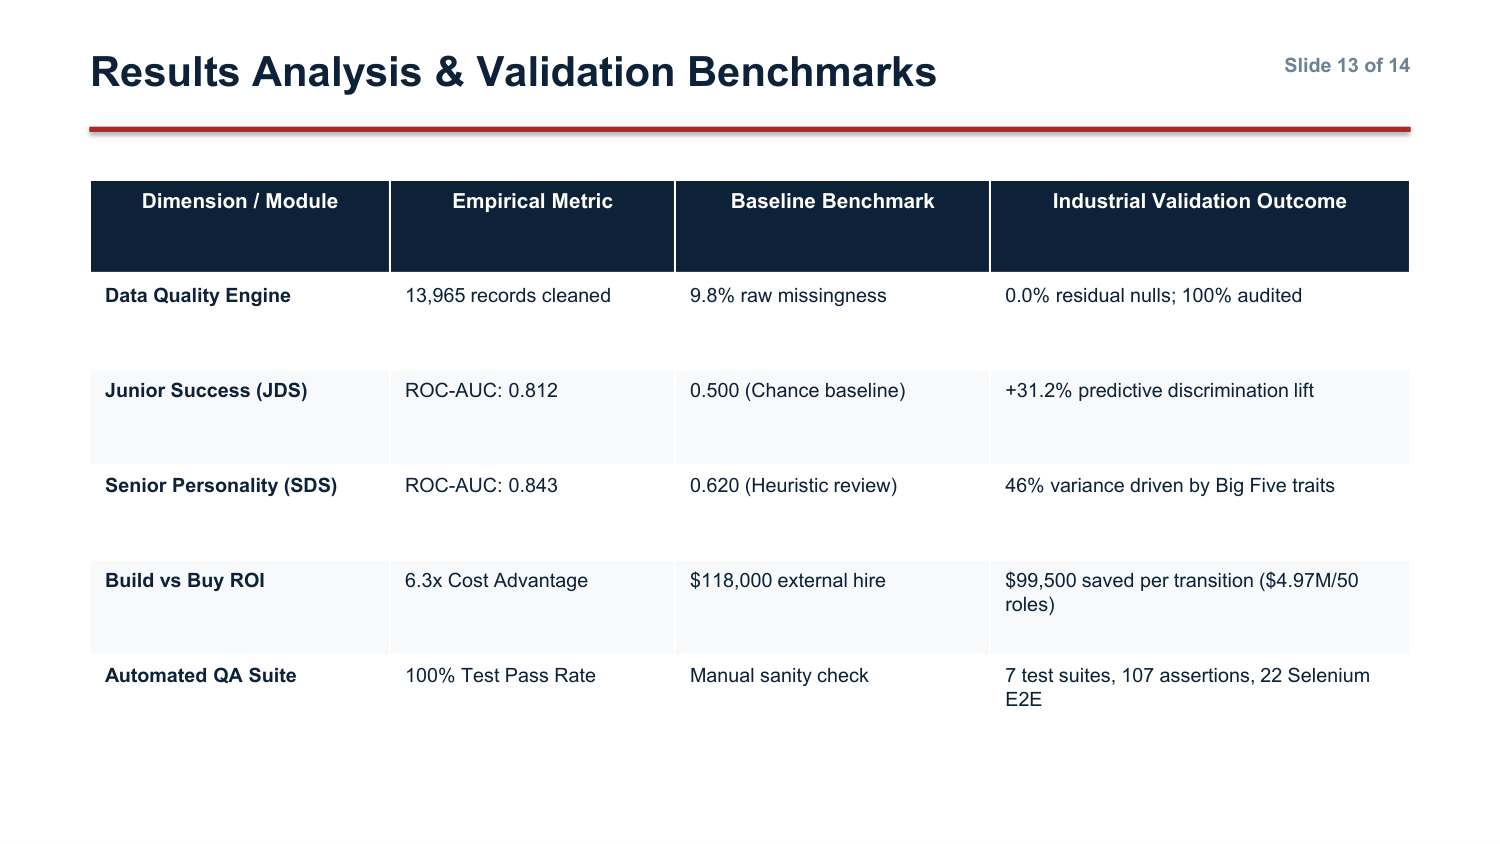 Results Analysis & Validation Benchmarks
Slide 13 of 14
Dimension / Module
Empirical Metric
Baseline Benchmark
Industrial Validation Outcome
Data Quality Engine
13,965 records cleaned
9.8% raw missingness
0.0% residual nulls; 100% audited
Junior Success (JDS)
ROC-AUC: 0.812
0.500 (Chance baseline)
+31.2% predictive discrimination lift
Senior Personality (SDS)
ROC-AUC: 0.843
0.620 (Heuristic review)
46% variance driven by Big Five traits
Build vs Buy ROI
6.3x Cost Advantage
$118,000 external hire
$99,500 saved per transition ($4.97M/50
roles)
Automated QA Suite
100% Test Pass Rate
Manual sanity check
7 test suites, 107 assertions, 22 Selenium
E2E